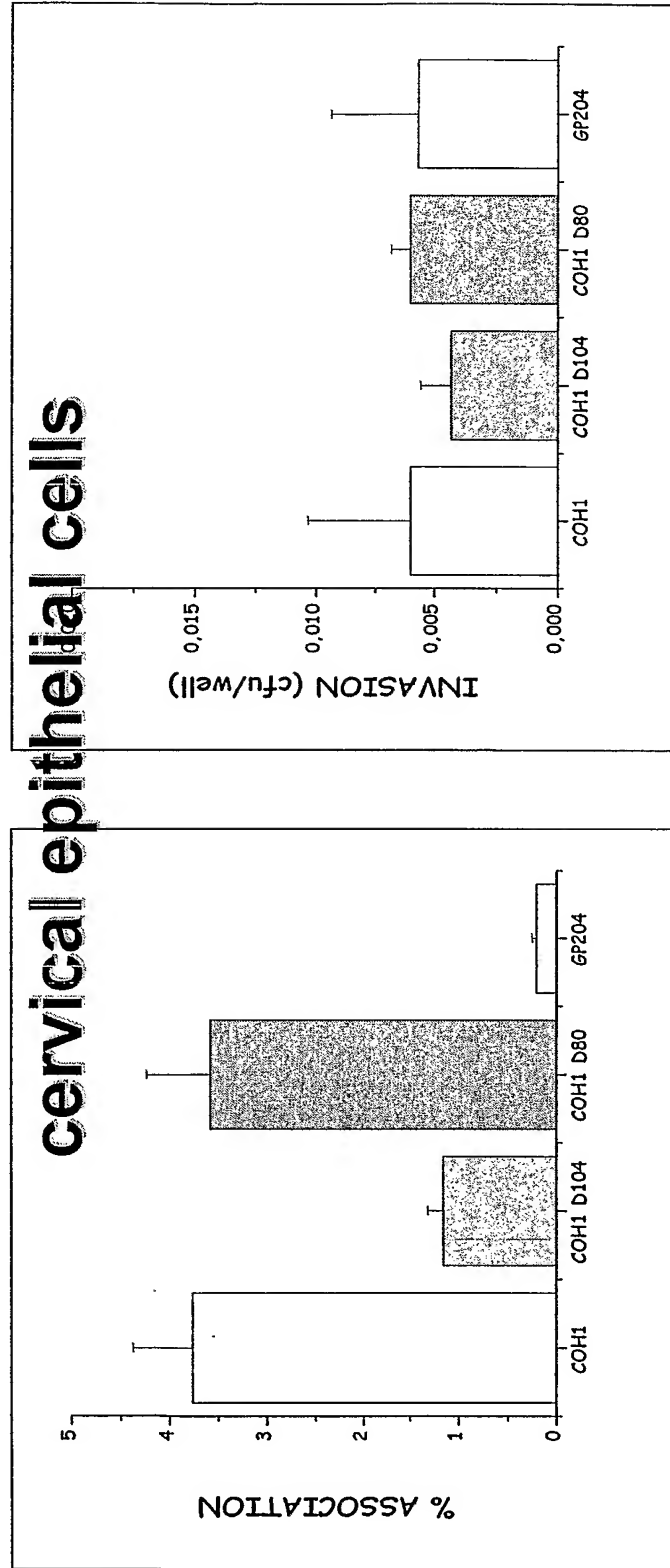 cervical epithelial cells
% ASSOCIATION
5
4
3
2
1
0
COH1
COH1 D104
COH1 D80
GP204
INVASION (cfu/well)
0,015
0,010
0,005
0,000
COH1
COH1 D104
COH1 D80
GP204